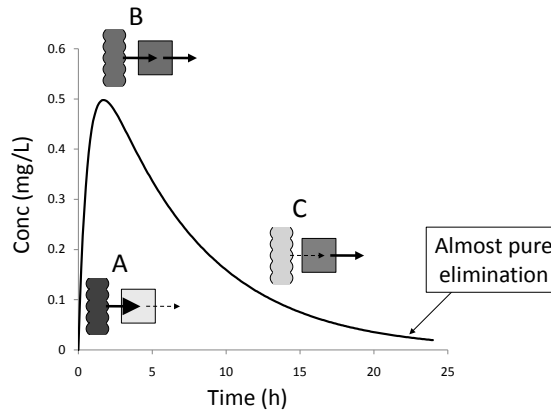 B
0.6
0.5
0.4
0.3
0.2
0.1
0
Conc (mg/L)
A
C
Almost pure
elimination
0
5
10
15
20
25
Time (h)